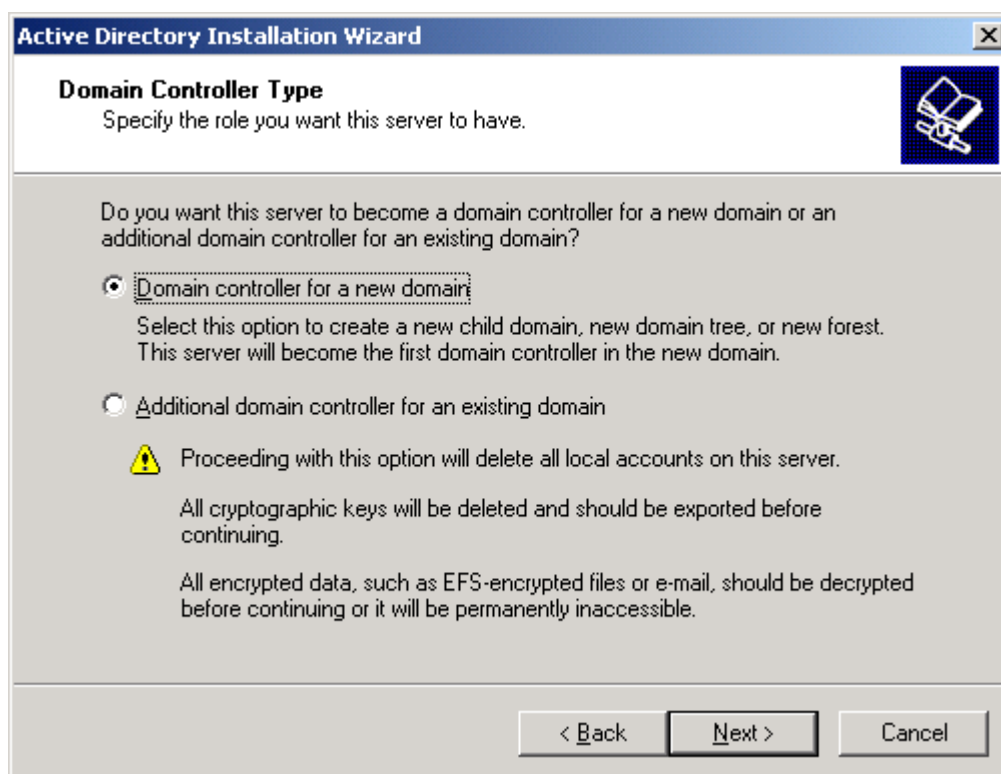 Active Directory Installation Wizard
Domain Controller Type
Specify the role you want this server to have.
Do you want this server to become a domain controller for a new domain or an
additional domain controller for an existing domain?
Domain controller for a new domain
Select this option to create a new child domain, new domain tree, or new forest.
This server will become the first domain controller in the new domain.
Additional domain controller for an existing domain
Proceeding with this option will delete all local accounts on this server.
All cryptographic keys will be deleted and should be exported before
continuing.
All encrypted data, such as EFS-encrypted files or e-mail, should be decrypted
before continuing or it will be permanently inaccessible.
< Back Next > Cancel